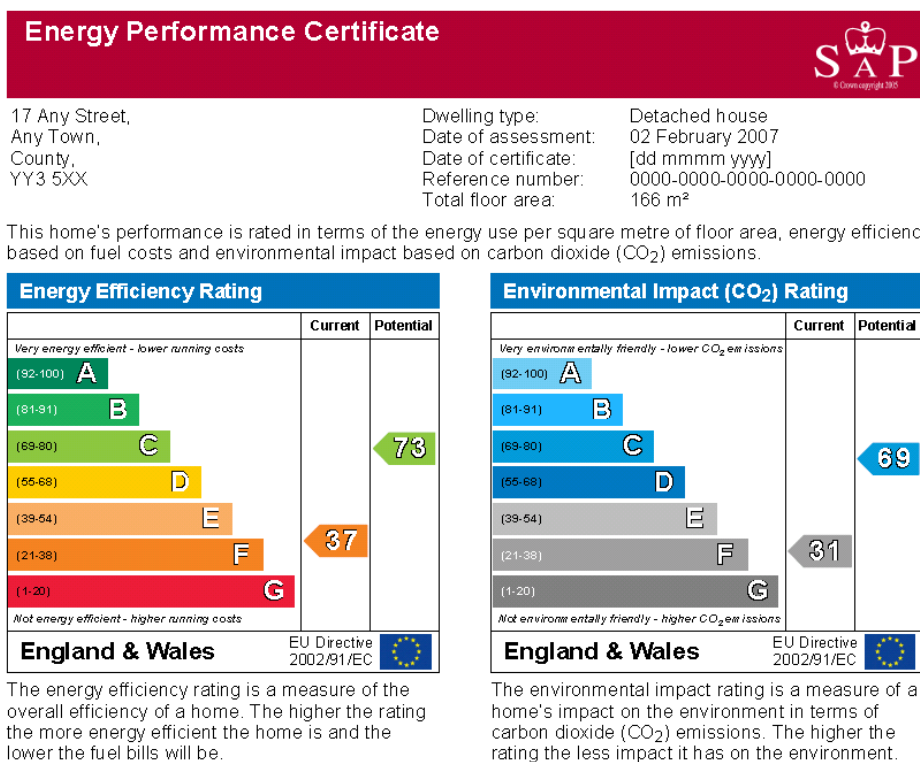 Energy Performance Certificate
SAP
© Crown copyright 2005
17 Any Street,
Any Town,
County,
YY3 5XX
Dwelling type: Detached house
Date of assessment: 02 February 2007
Date of certificate: [dd mmmm yyyy]
Reference number: 0000-0000-0000-0000-0000
Total floor area: 166 m²
This home's performance is rated in terms of the energy use per square metre of floor area, energy efficienc
based on fuel costs and environmental impact based on carbon dioxide (CO₂) emissions.
Energy Efficiency Rating
Current Potential
Very energy efficient - lower running costs
(92-100) A
(81-91) B
(69-80) C
73
(55-68) D
(39-54) E
37
(21-38) F
(1-20) G
Not energy efficient - higher running costs
England & Wales
EU Directive
2002/91/EC
The energy efficiency rating is a measure of the
overall efficiency of a home. The higher the rating
the more energy efficient the home is and the
lower the fuel bills will be.
Environmental Impact (CO₂) Rating
Current Potential
Very environmentally friendly - lower CO₂ emissions
(92-100) A
(81-91) B
(69-80) C
69
(55-68) D
(39-54) E
(21-38) F
31
(1-20) G
Not environmentally friendly - higher CO₂ emissions
England & Wales
EU Directive
2002/91/EC
The environmental impact rating is a measure of a
home's impact on the environment in terms of
carbon dioxide (CO₂) emissions. The higher the
rating the less impact it has on the environment.